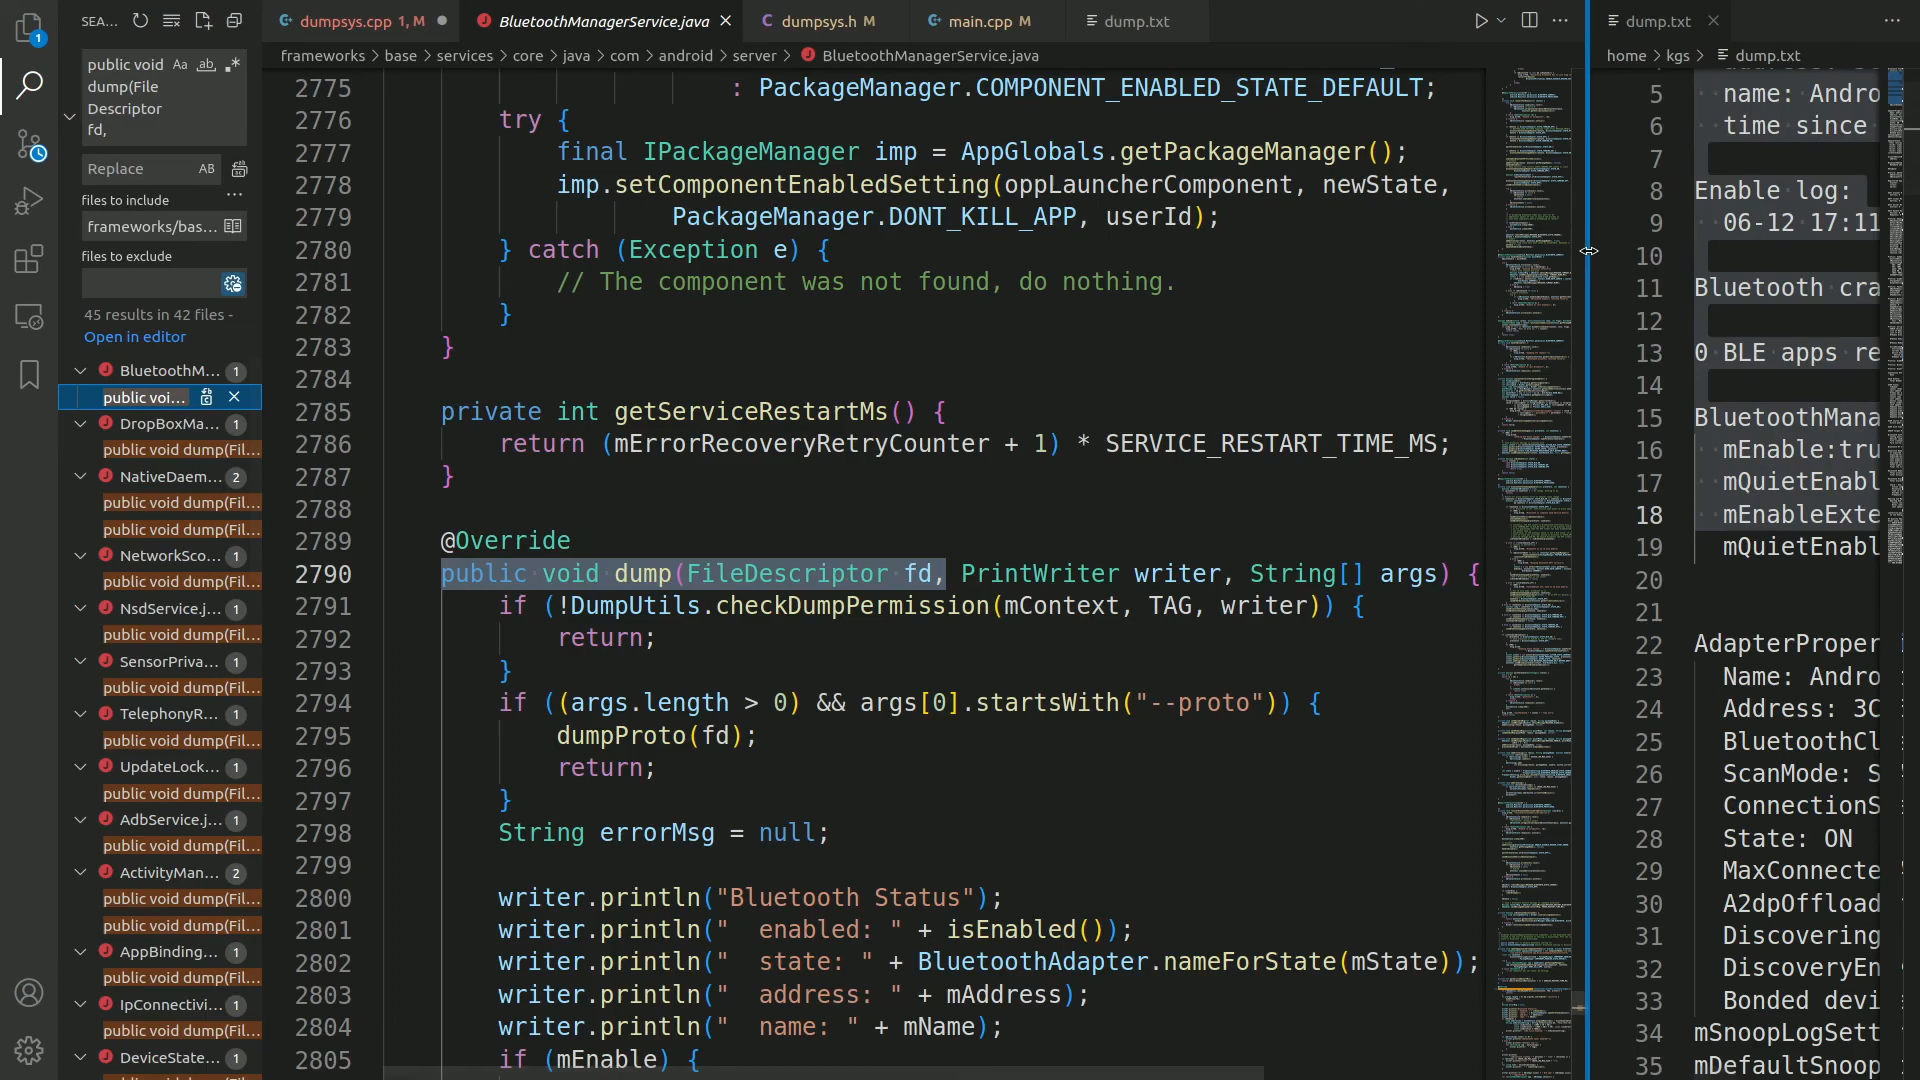 SEA...
dumpsys.cpp 1, M
BluetoothManagerService.java
dumpsys.h M
main.cpp M
dump.txt
dump.txt
frameworks > base > services > core > java > com > android > server > BluetoothManagerService.java
home > kgs > dump.txt
1
public void
dump(File
Descriptor
fd,
Aa ab .*
Replace
AB
files to include
frameworks/bas...
files to exclude
45 results in 42 files -
Open in editor
BluetoothM... 1
public voi...
DropBoxMa... 1
public void dump(Fil...
NativeDaem... 2
public void dump(Fil...
public void dump(Fil...
NetworkSco... 1
public void dump(Fil...
NsdService.j... 1
public void dump(Fil...
SensorPriva... 1
public void dump(Fil...
TelephonyR... 1
public void dump(Fil...
UpdateLock... 1
public void dump(Fil...
AdbService.j... 1
public void dump(Fil...
ActivityMan... 2
public void dump(Fil...
public void dump(Fil...
AppBinding... 1
public void dump(Fil...
IpConnectivi... 1
public void dump(Fil...
DeviceState... 1
2775 : PackageManager.COMPONENT_ENABLED_STATE_DEFAULT;
2776 try {
2777 final IPackageManager imp = AppGlobals.getPackageManager();
2778 imp.setComponentEnabledSetting(oppLauncherComponent, newState,
2779 PackageManager.DONT_KILL_APP, userId);
2780 } catch (Exception e) {
2781 // The component was not found, do nothing.
2782 }
2783 }
2784
2785 private int getServiceRestartMs() {
2786 return (mErrorRecoveryRetryCounter + 1) * SERVICE_RESTART_TIME_MS;
2787 }
2788
2789 @Override
2790 public void dump(FileDescriptor fd, PrintWriter writer, String[] args) {
2791 if (!DumpUtils.checkDumpPermission(mContext, TAG, writer)) {
2792 return;
2793 }
2794 if ((args.length > 0) && args[0].startsWith("--proto")) {
2795 dumpProto(fd);
2796 return;
2797 }
2798 String errorMsg = null;
2799
2800 writer.println("Bluetooth Status");
2801 writer.println("  enabled: " + isEnabled());
2802 writer.println("  state: " + BluetoothAdapter.nameForState(mState));
2803 writer.println("  address: " + mAddress);
2804 writer.println("  name: " + mName);
2805 if (mEnable) {
5 name: Andro
6 time since
7
8 Enable log:
9 06-12 17:11
10
11 Bluetooth cra
12
13 0 BLE apps re
14
15 BluetoothMana
16 mEnable:tru
17 mQuietEnabl
18 mEnableExte
19 mQuietEnabl
20
21
22 AdapterProper
23 Name: Andro
24 Address: 3C
25 BluetoothCl
26 ScanMode: S
27 ConnectionS
28 State: ON
29 MaxConnecte
30 A2dpOffload
31 Discovering
32 DiscoveryEn
33 Bonded devi
34 mSnoopLogSett
35 mDefaultSnoop